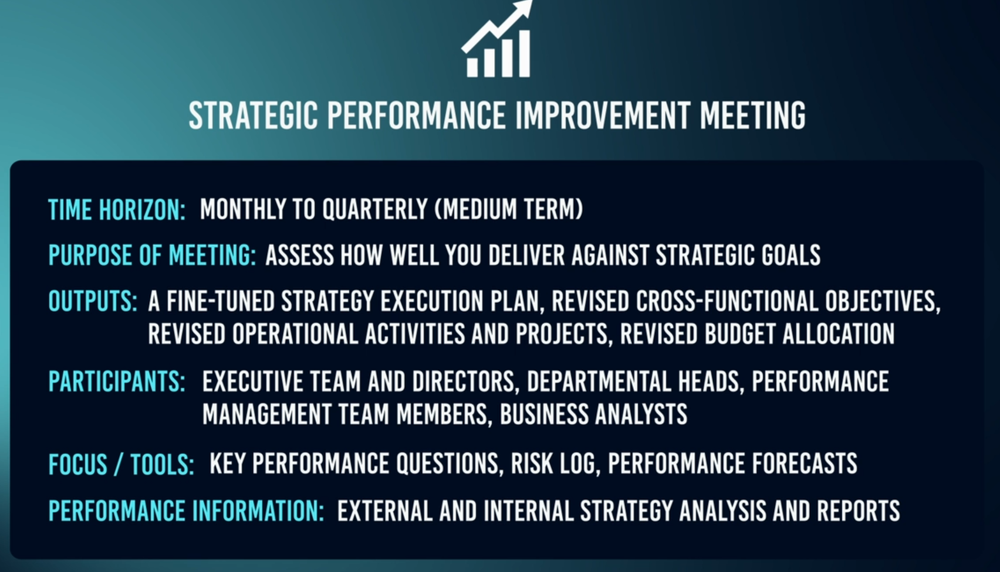 STRATEGIC PERFORMANCE IMPROVEMENT MEETING
TIME HORIZON: MONTHLY TO QUARTERLY (MEDIUM TERM)
PURPOSE OF MEETING: ASSESS HOW WELL YOU DELIVER AGAINST STRATEGIC GOALS
OUTPUTS: A FINE-TUNED STRATEGY EXECUTION PLAN, REVISED CROSS-FUNCTIONAL OBJECTIVES,
REVISED OPERATIONAL ACTIVITIES AND PROJECTS, REVISED BUDGET ALLOCATION
PARTICIPANTS: EXECUTIVE TEAM AND DIRECTORS, DEPARTMENTAL HEADS, PERFORMANCE
MANAGEMENT TEAM MEMBERS, BUSINESS ANALYSTS
FOCUS / TOOLS: KEY PERFORMANCE QUESTIONS, RISK LOG, PERFORMANCE FORECASTS
PERFORMANCE INFORMATION: EXTERNAL AND INTERNAL STRATEGY ANALYSIS AND REPORTS